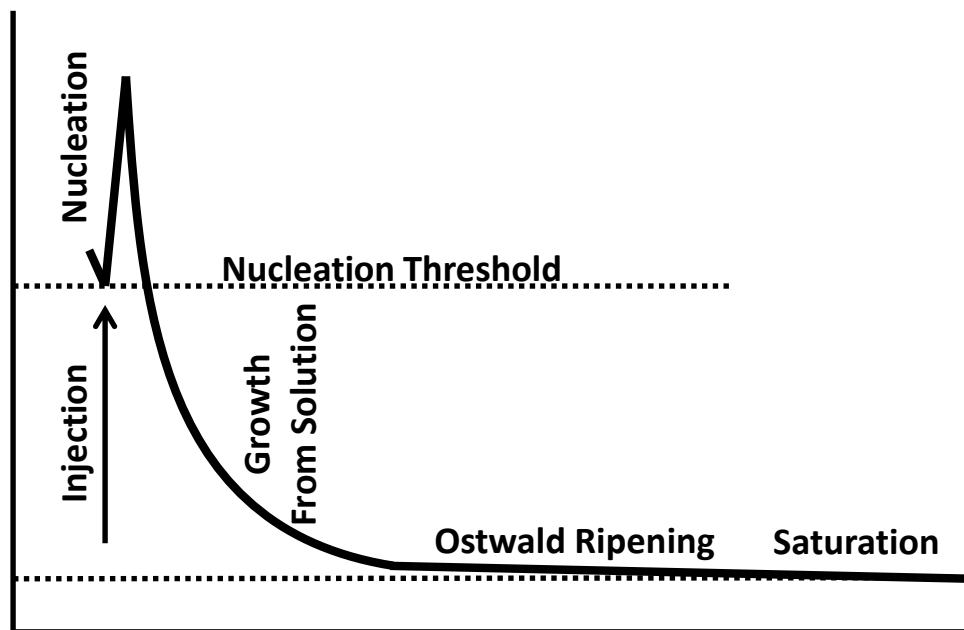 Nucleation
Nucleation Threshold
Injection
Growth
From Solution
Ostwald Ripening
Saturation